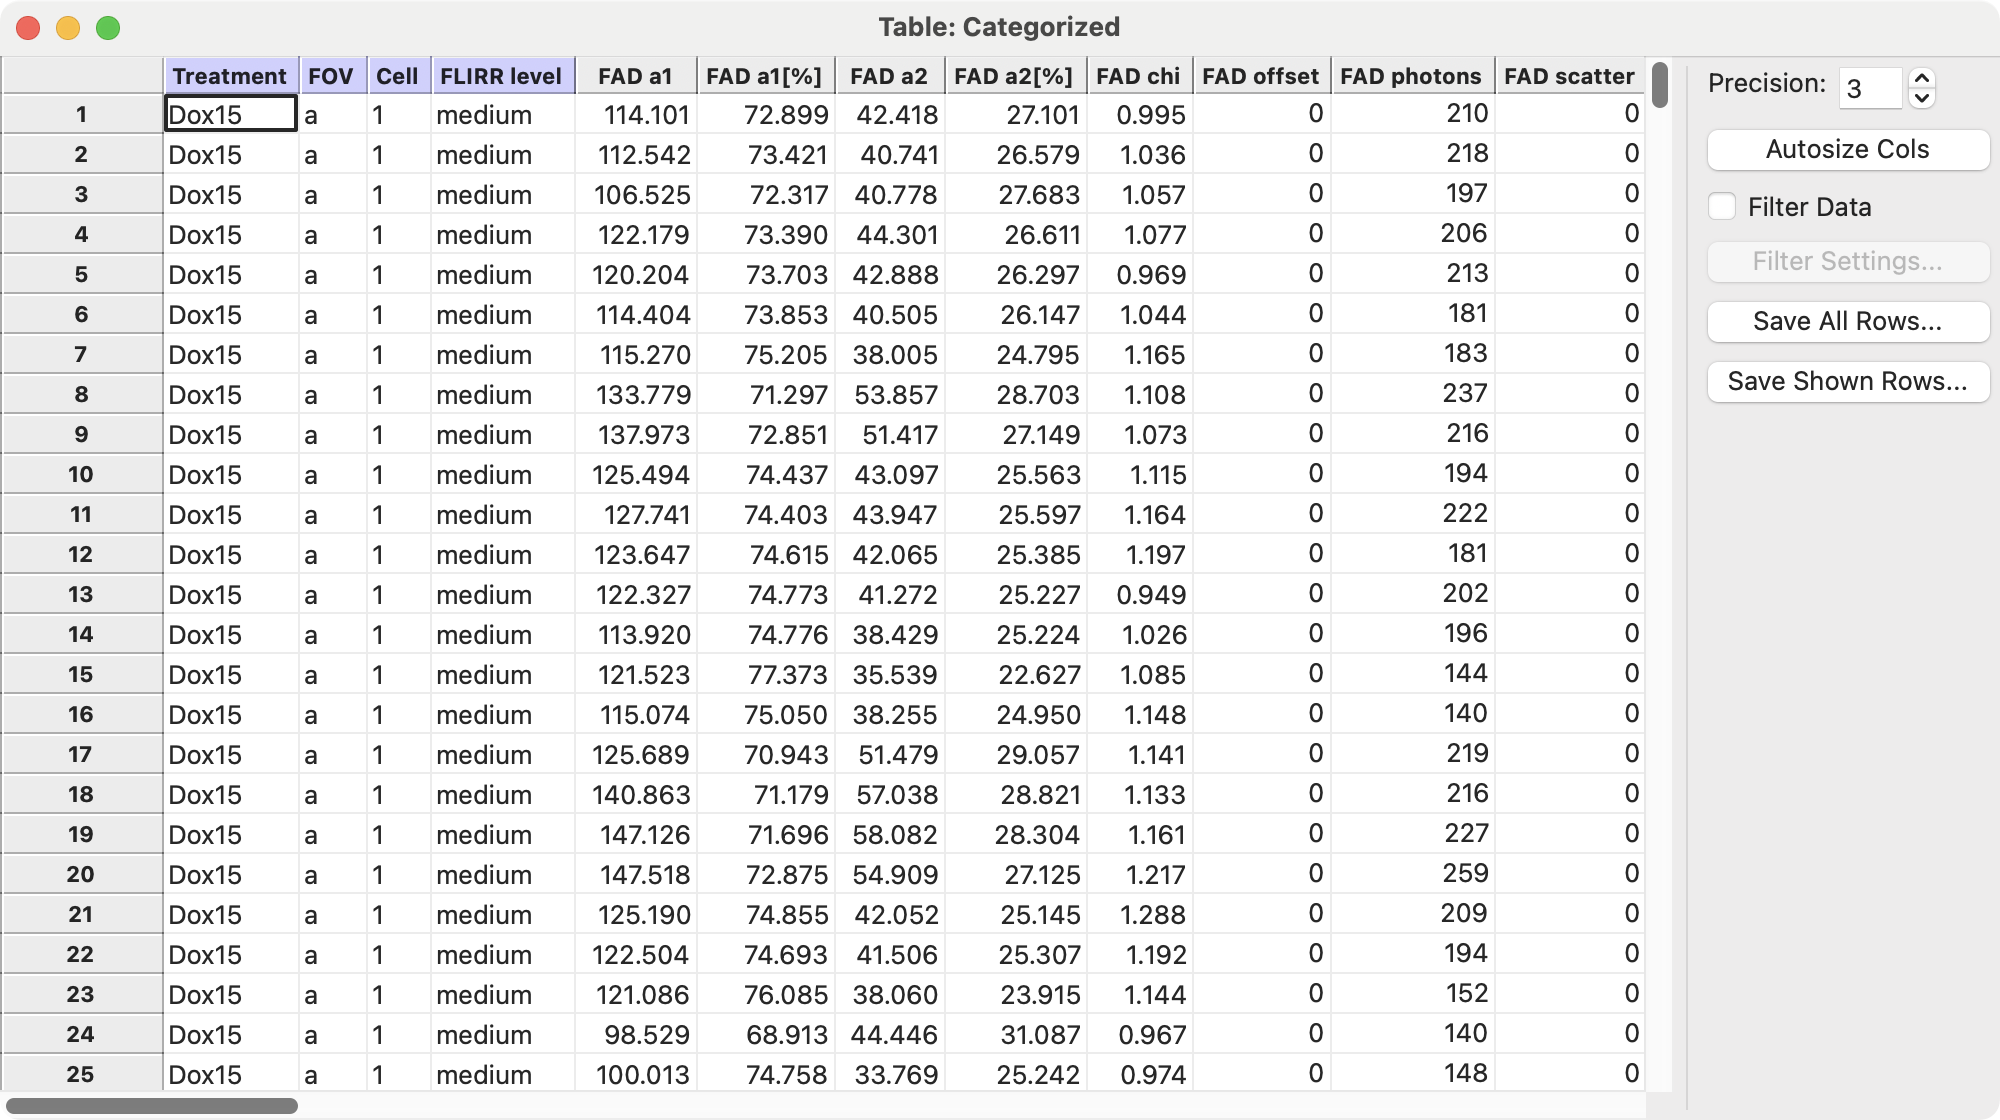 Table: Categorized
Treatment FOV Cell FLIRR level FAD a1 FAD a1[%] FAD a2 FAD a2[%] FAD chi FAD offset FAD photons FAD scatter
1 Dox15 a 1 medium 114.101 72.899 42.418 27.101 0.995 0 210 0
2 Dox15 a 1 medium 112.542 73.421 40.741 26.579 1.036 0 218 0
3 Dox15 a 1 medium 106.525 72.317 40.778 27.683 1.057 0 197 0
4 Dox15 a 1 medium 122.179 73.390 44.301 26.611 1.077 0 206 0
5 Dox15 a 1 medium 120.204 73.703 42.888 26.297 0.969 0 213 0
6 Dox15 a 1 medium 114.404 73.853 40.505 26.147 1.044 0 181 0
7 Dox15 a 1 medium 115.270 75.205 38.005 24.795 1.165 0 183 0
8 Dox15 a 1 medium 133.779 71.297 53.857 28.703 1.108 0 237 0
9 Dox15 a 1 medium 137.973 72.851 51.417 27.149 1.073 0 216 0
10 Dox15 a 1 medium 125.494 74.437 43.097 25.563 1.115 0 194 0
11 Dox15 a 1 medium 127.741 74.403 43.947 25.597 1.164 0 222 0
12 Dox15 a 1 medium 123.647 74.615 42.065 25.385 1.197 0 181 0
13 Dox15 a 1 medium 122.327 74.773 41.272 25.227 0.949 0 202 0
14 Dox15 a 1 medium 113.920 74.776 38.429 25.224 1.026 0 196 0
15 Dox15 a 1 medium 121.523 77.373 35.539 22.627 1.085 0 144 0
16 Dox15 a 1 medium 115.074 75.050 38.255 24.950 1.148 0 140 0
17 Dox15 a 1 medium 125.689 70.943 51.479 29.057 1.141 0 219 0
18 Dox15 a 1 medium 140.863 71.179 57.038 28.821 1.133 0 216 0
19 Dox15 a 1 medium 147.126 71.696 58.082 28.304 1.161 0 227 0
20 Dox15 a 1 medium 147.518 72.875 54.909 27.125 1.217 0 259 0
21 Dox15 a 1 medium 125.190 74.855 42.052 25.145 1.288 0 209 0
22 Dox15 a 1 medium 122.504 74.693 41.506 25.307 1.192 0 194 0
23 Dox15 a 1 medium 121.086 76.085 38.060 23.915 1.144 0 152 0
24 Dox15 a 1 medium 98.529 68.913 44.446 31.087 0.967 0 140 0
25 Dox15 a 1 medium 100.013 74.758 33.769 25.242 0.974 0 148 0
Precision: 3
Autosize Cols
Filter Data
Filter Settings...
Save All Rows...
Save Shown Rows...